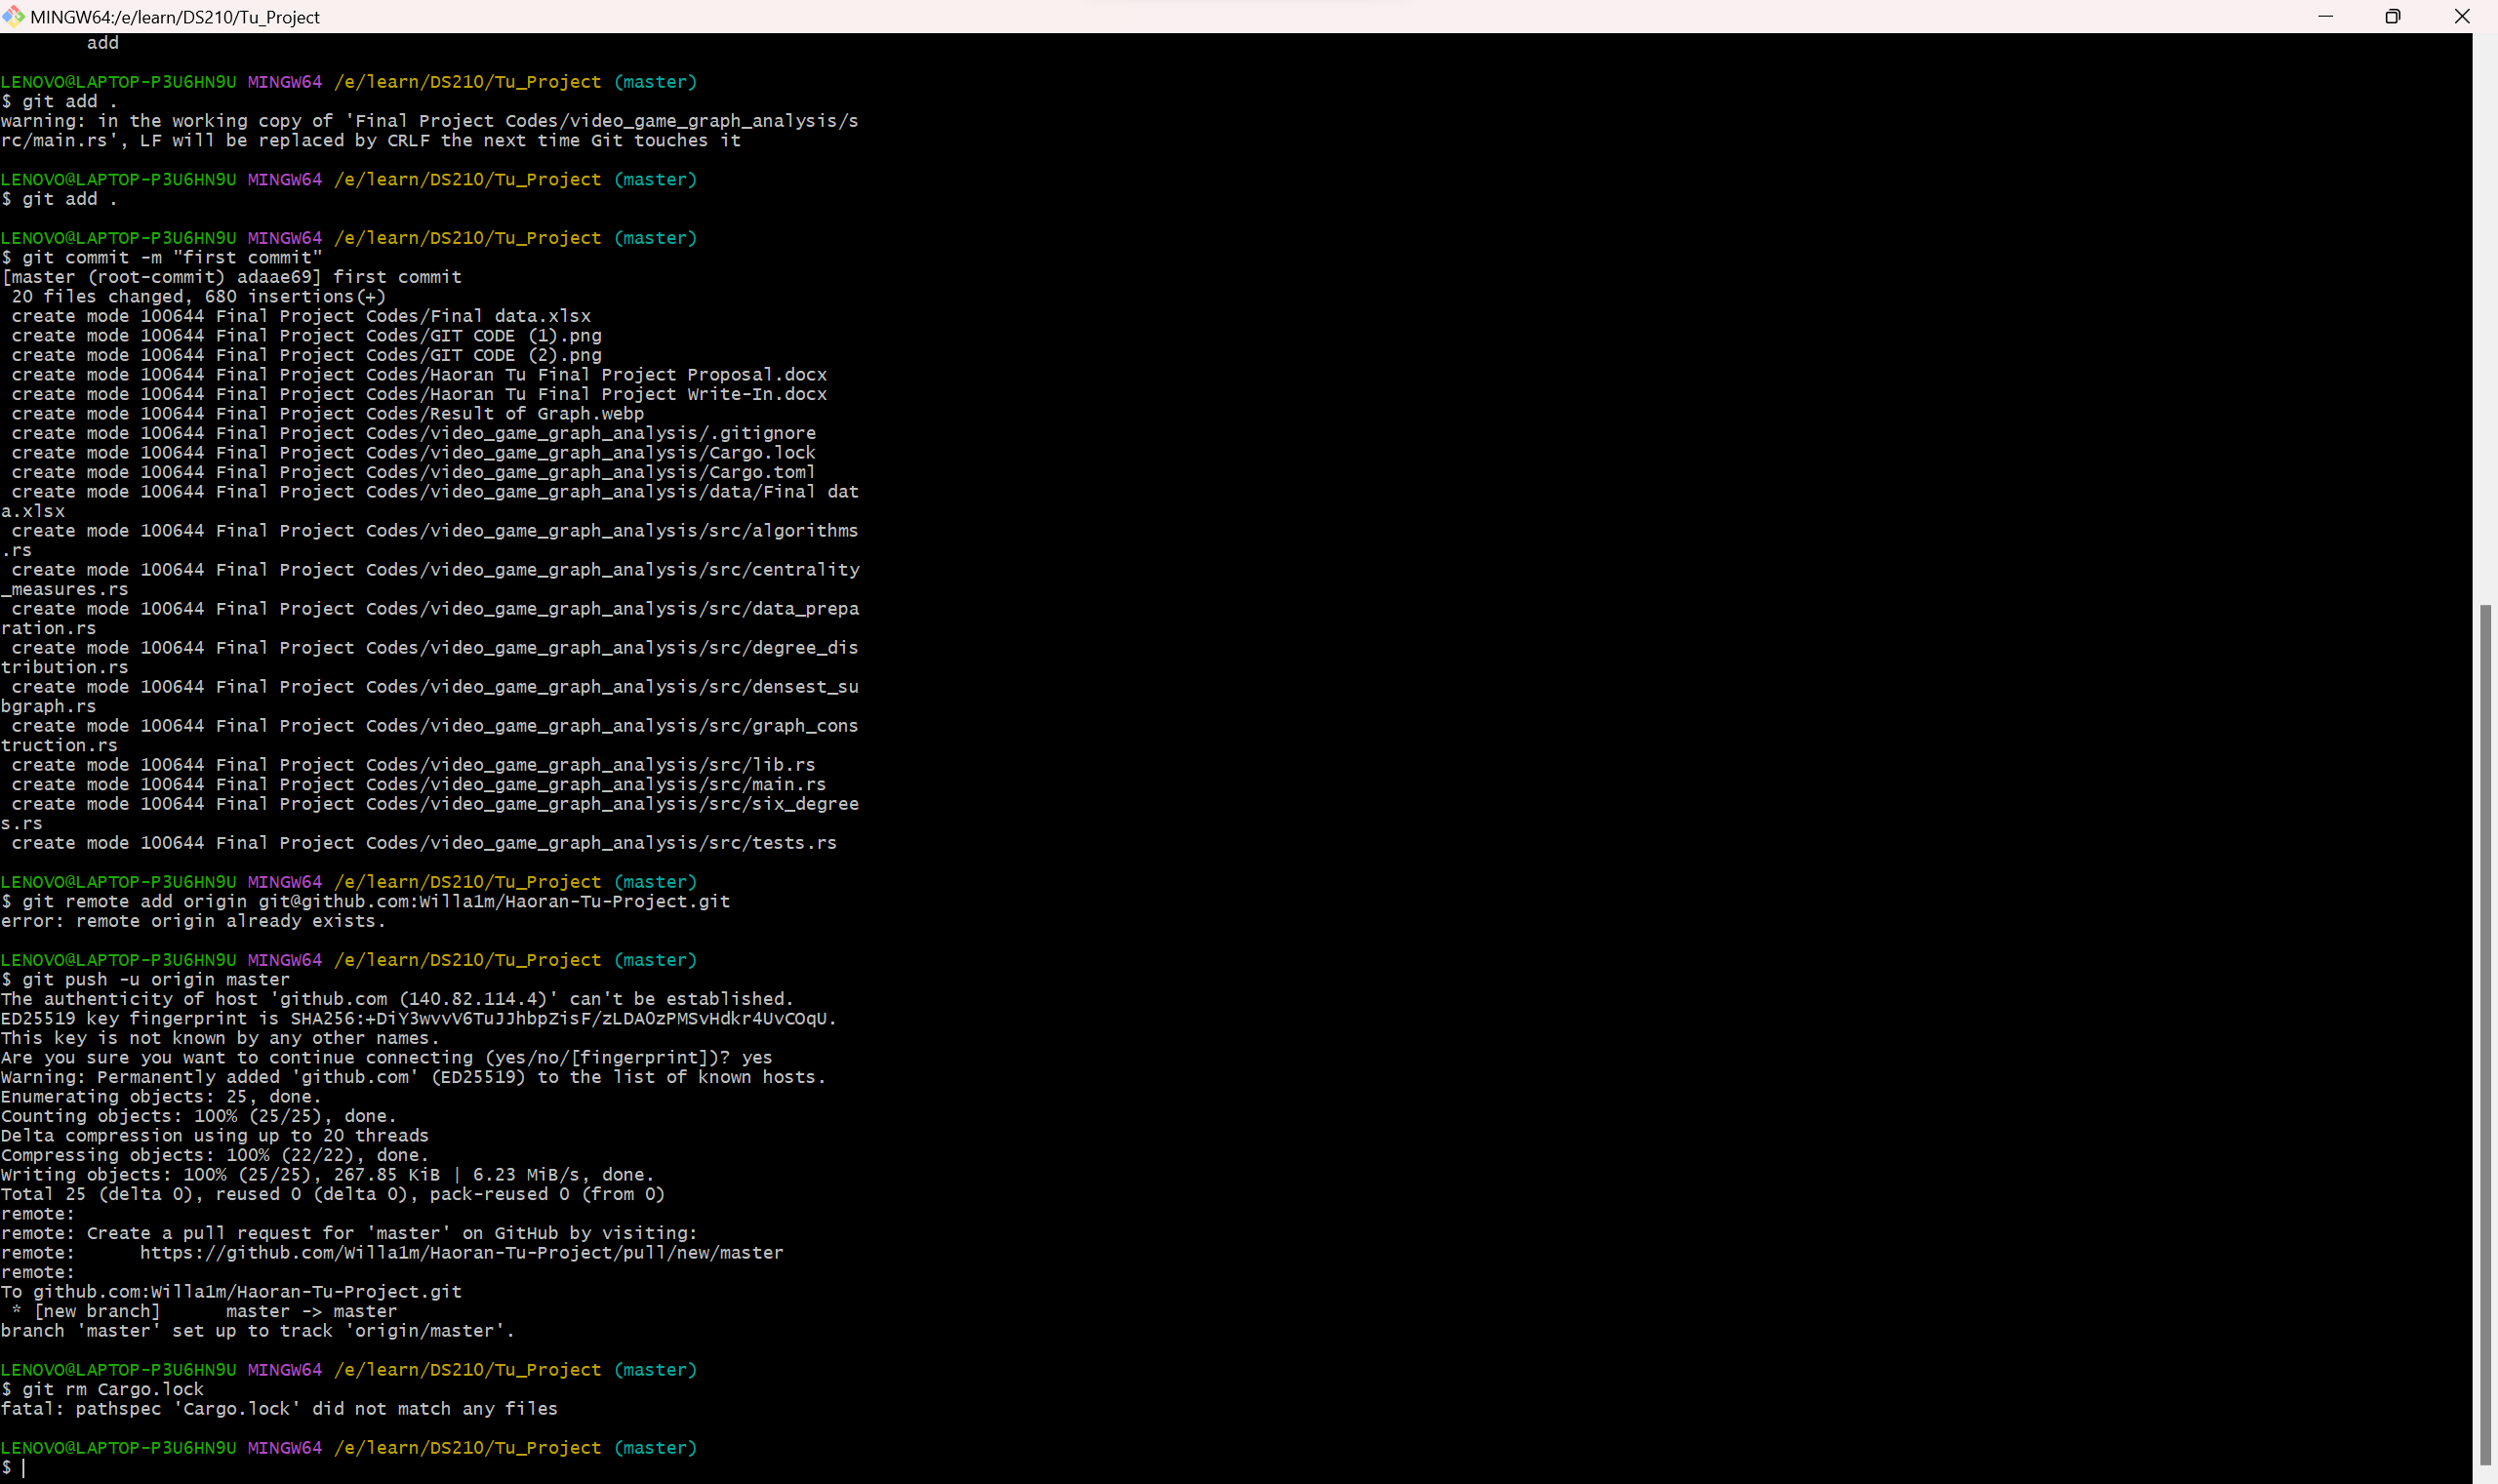 MINGW64:/e/learn/DS210/Tu_Project
add
LENOVO@LAPTOP-P3U6HN9U MINGW64 /e/learn/DS210/Tu_Project (master)
$ git add .
warning: in the working copy of 'Final Project Codes/video_game_graph_analysis/s
rc/main.rs', LF will be replaced by CRLF the next time Git touches it
LENOVO@LAPTOP-P3U6HN9U MINGW64 /e/learn/DS210/Tu_Project (master)
$ git add .
LENOVO@LAPTOP-P3U6HN9U MINGW64 /e/learn/DS210/Tu_Project (master)
$ git commit -m "first commit"
[master (root-commit) adaae69] first commit
20 files changed, 680 insertions(+)
create mode 100644 Final Project Codes/Final data.xlsx
create mode 100644 Final Project Codes/GIT CODE (1).png
create mode 100644 Final Project Codes/GIT CODE (2).png
create mode 100644 Final Project Codes/Haoran Tu Final Project Proposal.docx
create mode 100644 Final Project Codes/Haoran Tu Final Project Write-In.docx
create mode 100644 Final Project Codes/Result of Graph.webp
create mode 100644 Final Project Codes/video_game_graph_analysis/.gitignore
create mode 100644 Final Project Codes/video_game_graph_analysis/Cargo.lock
create mode 100644 Final Project Codes/video_game_graph_analysis/Cargo.toml
create mode 100644 Final Project Codes/video_game_graph_analysis/data/Final dat
a.xlsx
create mode 100644 Final Project Codes/video_game_graph_analysis/src/algorithms
.rs
create mode 100644 Final Project Codes/video_game_graph_analysis/src/centrality
_measures.rs
create mode 100644 Final Project Codes/video_game_graph_analysis/src/data_prepa
ration.rs
create mode 100644 Final Project Codes/video_game_graph_analysis/src/degree_dis
tribution.rs
create mode 100644 Final Project Codes/video_game_graph_analysis/src/densest_su
bgraph.rs
create mode 100644 Final Project Codes/video_game_graph_analysis/src/graph_cons
truction.rs
create mode 100644 Final Project Codes/video_game_graph_analysis/src/lib.rs
create mode 100644 Final Project Codes/video_game_graph_analysis/src/main.rs
create mode 100644 Final Project Codes/video_game_graph_analysis/src/six_degree
s.rs
create mode 100644 Final Project Codes/video_game_graph_analysis/src/tests.rs
LENOVO@LAPTOP-P3U6HN9U MINGW64 /e/learn/DS210/Tu_Project (master)
$ git remote add origin git@github.com:Willa1m/Haoran-Tu-Project.git
error: remote origin already exists.
LENOVO@LAPTOP-P3U6HN9U MINGW64 /e/learn/DS210/Tu_Project (master)
$ git push -u origin master
The authenticity of host 'github.com (140.82.114.4)' can't be established.
ED25519 key fingerprint is SHA256:+DiY3wvvV6TuJJhbpZisF/zLDA0zPMSvHdkr4UvCOqU.
This key is not known by any other names.
Are you sure you want to continue connecting (yes/no/[fingerprint])? yes
Warning: Permanently added 'github.com' (ED25519) to the list of known hosts.
Enumerating objects: 25, done.
Counting objects: 100% (25/25), done.
Delta compression using up to 20 threads
Compressing objects: 100% (22/22), done.
Writing objects: 100% (25/25), 267.85 KiB | 6.23 MiB/s, done.
Total 25 (delta 0), reused 0 (delta 0), pack-reused 0 (from 0)
remote:
remote: Create a pull request for 'master' on GitHub by visiting:
remote:      https://github.com/Willa1m/Haoran-Tu-Project/pull/new/master
remote:
To github.com:Willa1m/Haoran-Tu-Project.git
* [new branch]      master -> master
branch 'master' set up to track 'origin/master'.
LENOVO@LAPTOP-P3U6HN9U MINGW64 /e/learn/DS210/Tu_Project (master)
$ git rm Cargo.lock
fatal: pathspec 'Cargo.lock' did not match any files
LENOVO@LAPTOP-P3U6HN9U MINGW64 /e/learn/DS210/Tu_Project (master)
$